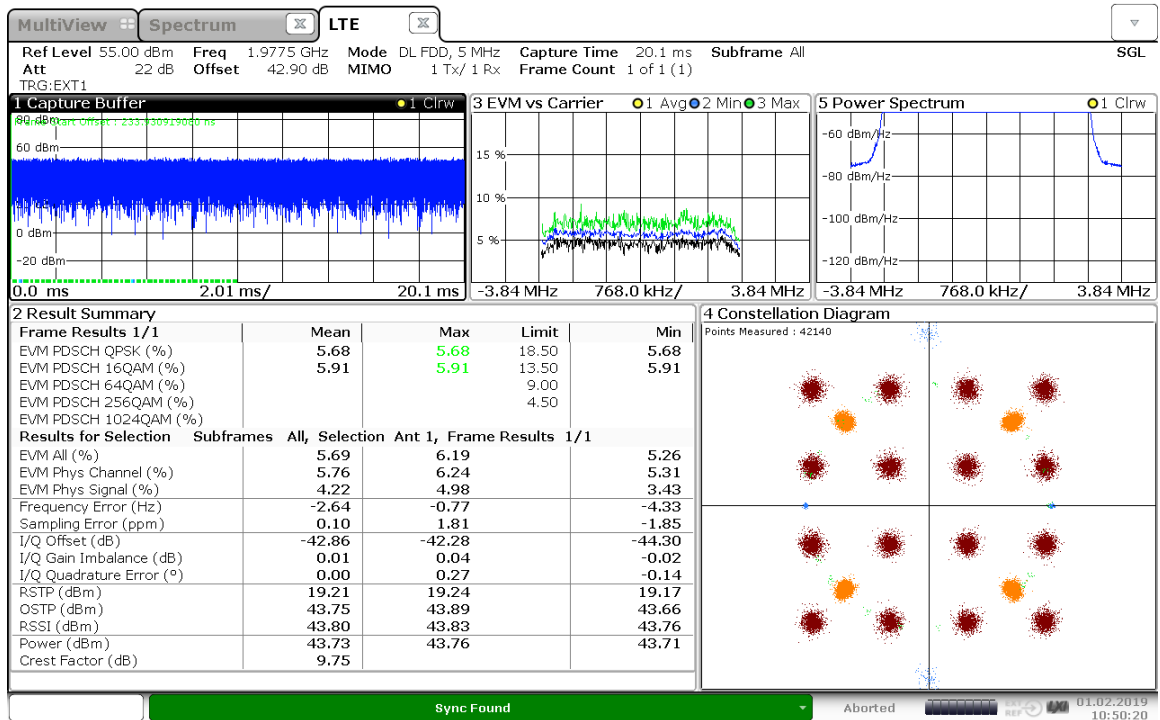 MultiView
Spectrum
LTE
Ref Level 55.00 dBm Freq 1.9775 GHz Mode DL FDD, 5 MHz Capture Time 20.1 ms Subframe All SGL
Att 22 dB Offset 42.90 dB MIMO 1 Tx/ 1 Rx Frame Count 1 of 1 (1)
TRG:EXT1
1 Capture Buffer 1 Clrw
80 dBm
Frame Start Offset : 233.930919060 ns
60 dBm
0 dBm
-20 dBm
0.0 ms 2.01 ms/ 20.1 ms
3 EVM vs Carrier 1 Avg 2 Min 3 Max
15 %
10 %
5 %
-3.84 MHz 768.0 kHz/ 3.84 MHz
5 Power Spectrum 1 Clrw
-60 dBm/Hz
-80 dBm/Hz
-100 dBm/Hz
-120 dBm/Hz
-3.84 MHz 768.0 kHz/ 3.84 MHz
2 Result Summary
Frame Results 1/1 Mean Max Limit Min
EVM PDSCH QPSK (%) 5.68 5.68 18.50 5.68
EVM PDSCH 16QAM (%) 5.91 5.91 13.50 5.91
EVM PDSCH 64QAM (%) 9.00
EVM PDSCH 256QAM (%) 4.50
EVM PDSCH 1024QAM (%)
Results for Selection Subframes All, Selection Ant 1, Frame Results 1/1
EVM All (%) 5.69 6.19 5.26
EVM Phys Channel (%) 5.76 6.24 5.31
EVM Phys Signal (%) 4.22 4.98 3.43
Frequency Error (Hz) -2.64 -0.77 -4.33
Sampling Error (ppm) 0.10 1.81 -1.85
I/Q Offset (dB) -42.86 -42.28 -44.30
I/Q Gain Imbalance (dB) 0.01 0.04 -0.02
I/Q Quadrature Error (°) 0.00 0.27 -0.14
RSTP (dBm) 19.21 19.24 19.17
OSTP (dBm) 43.75 43.89 43.66
RSSI (dBm) 43.80 43.83 43.76
Power (dBm) 43.73 43.76 43.71
Crest Factor (dB) 9.75
4 Constellation Diagram
Points Measured : 42140
Sync Found
Aborted
EXT
REF
LXI
01.02.2019
10:50:20